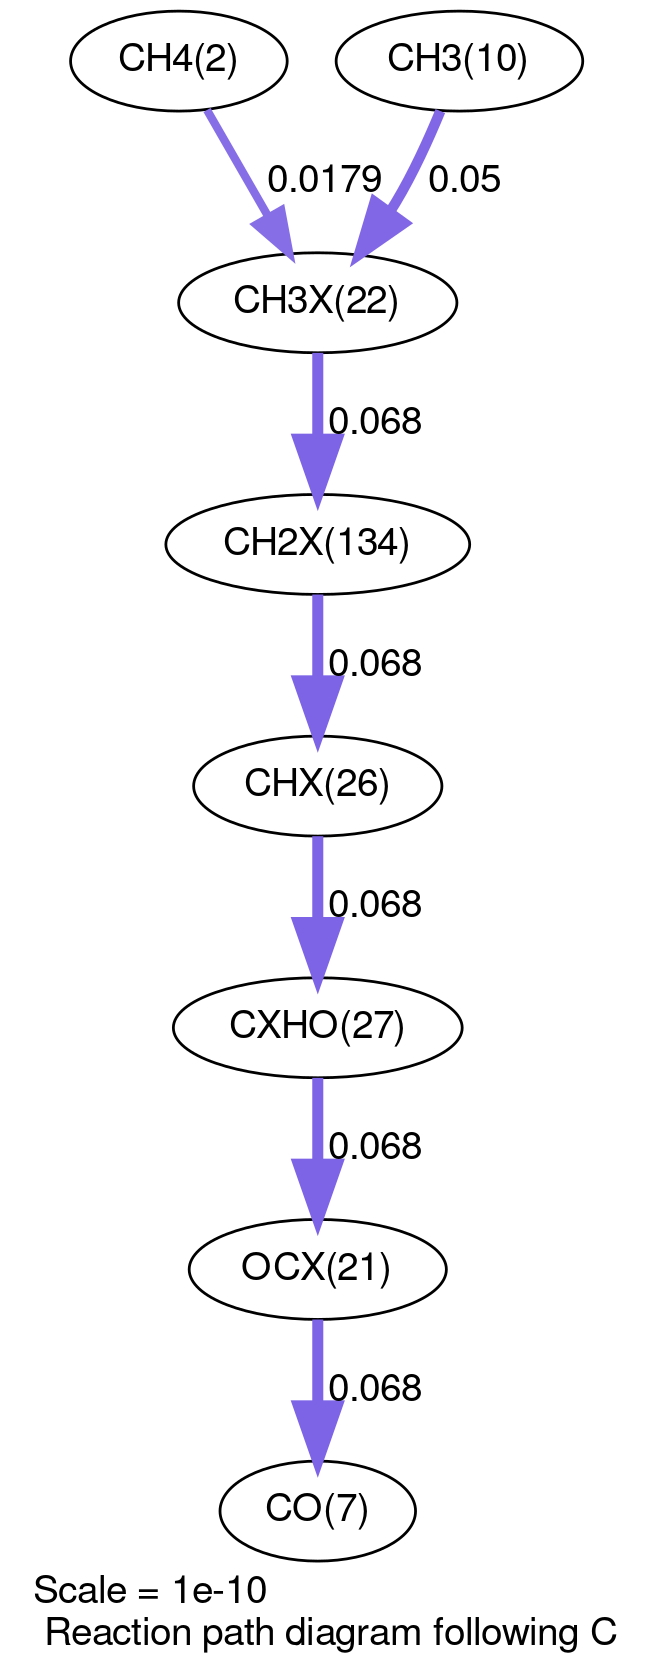 CH4(2)
CH3(10)
0.0179
0.05
CH3X(22)
0.068
CH2X(134)
0.068
CHX(26)
0.068
CXHO(27)
0.068
OCX(21)
0.068
CO(7)
Scale = 1e-10
Reaction path diagram following C